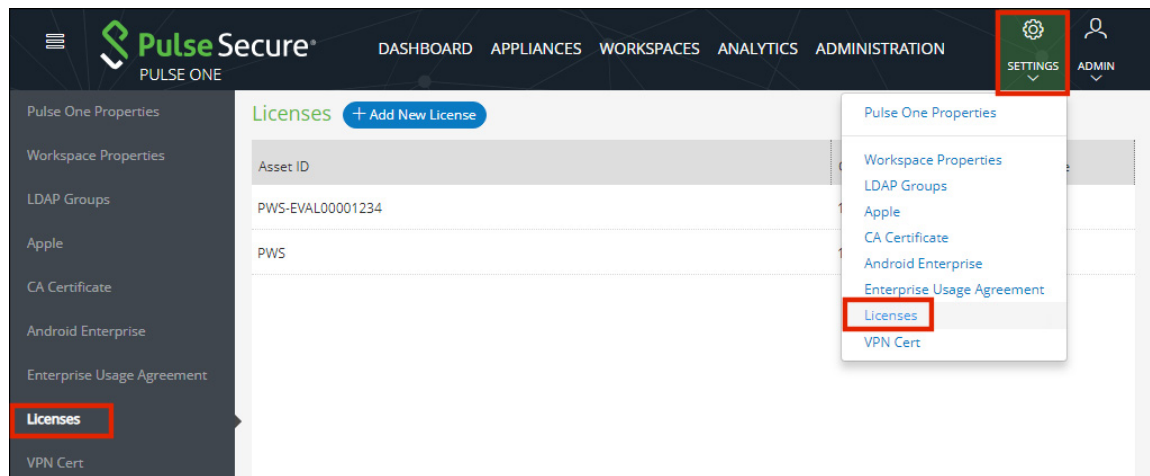 Pulse Secure
PULSE ONE
DASHBOARD APPLIANCES WORKSPACES ANALYTICS ADMINISTRATION
SETTINGS
ADMIN
Pulse One Properties
Workspace Properties
LDAP Groups
Apple
CA Certificate
Android Enterprise
Enterprise Usage Agreement
Licenses
VPN Cert
Licenses
+ Add New License
Asset ID
PWS-EVAL00001234
PWS
Pulse One Properties
Workspace Properties
LDAP Groups
Apple
CA Certificate
Android Enterprise
Enterprise Usage Agreement
Licenses
VPN Cert